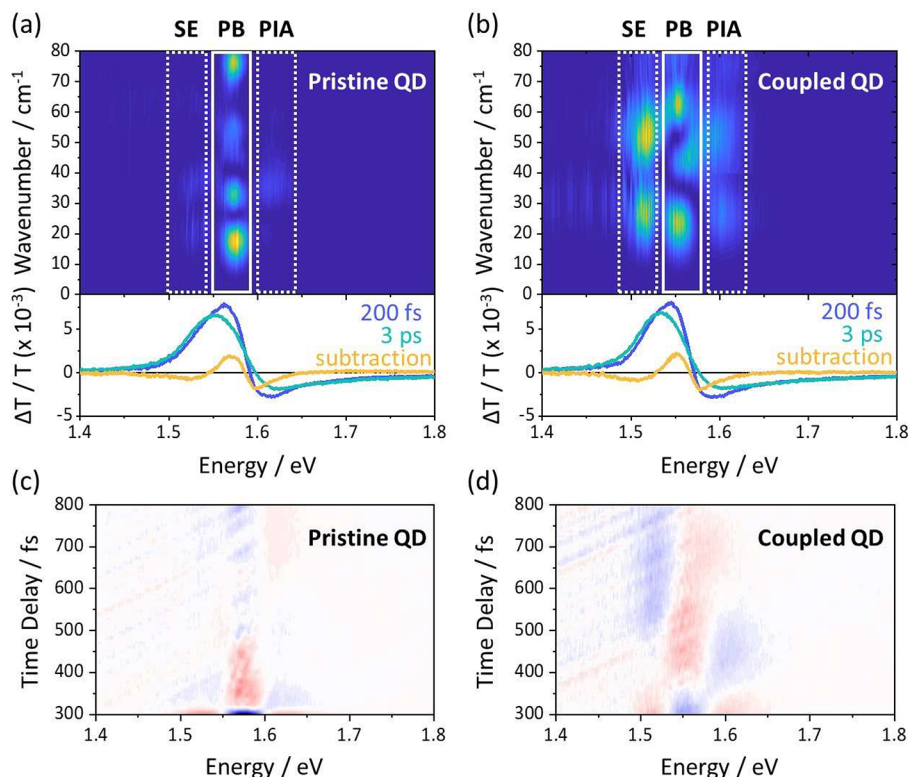 (a) SE PB PIA (b) SE PB PIA
80 Pristine QD 80 Coupled QD
70 70
60 60
50 50
40 40
30 30
20 20
10 10
0 0
Wavenumber / cm-1 Wavenumber / cm-1
200 fs 200 fs
3 ps 3 ps
subtraction subtraction
5 5
0 0
-5 -5
ΔT / T (x 10-3) ΔT / T (x 10-3)
1.4 1.5 1.6 1.7 1.8 1.4 1.5 1.6 1.7 1.8
Energy / eV Energy / eV
(c) (d)
800 Pristine QD 800 Coupled QD
700 700
600 600
500 500
400 400
300 300
Time Delay / fs Time Delay / fs
1.4 1.5 1.6 1.7 1.8 1.4 1.5 1.6 1.7 1.8
Energy / eV Energy / eV